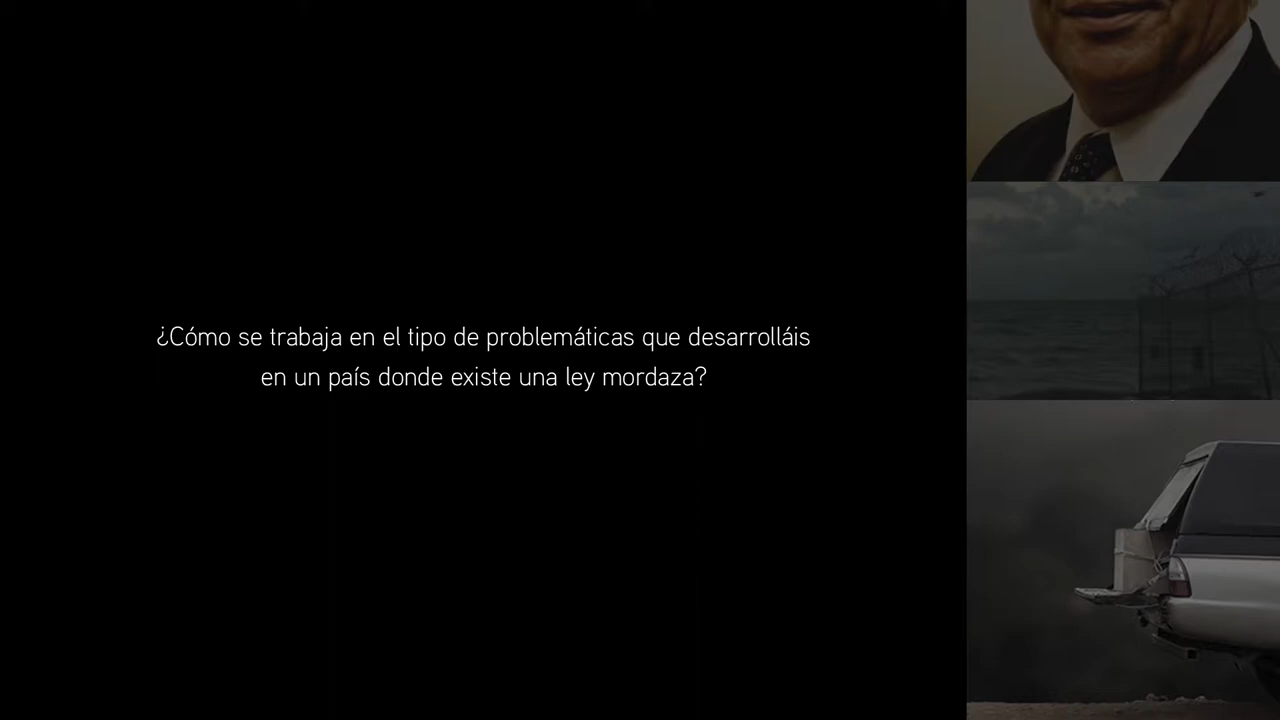 ¿Cómo se trabaja en el tipo de problemáticas que desarrolláis
en un país donde existe una ley mordaza?